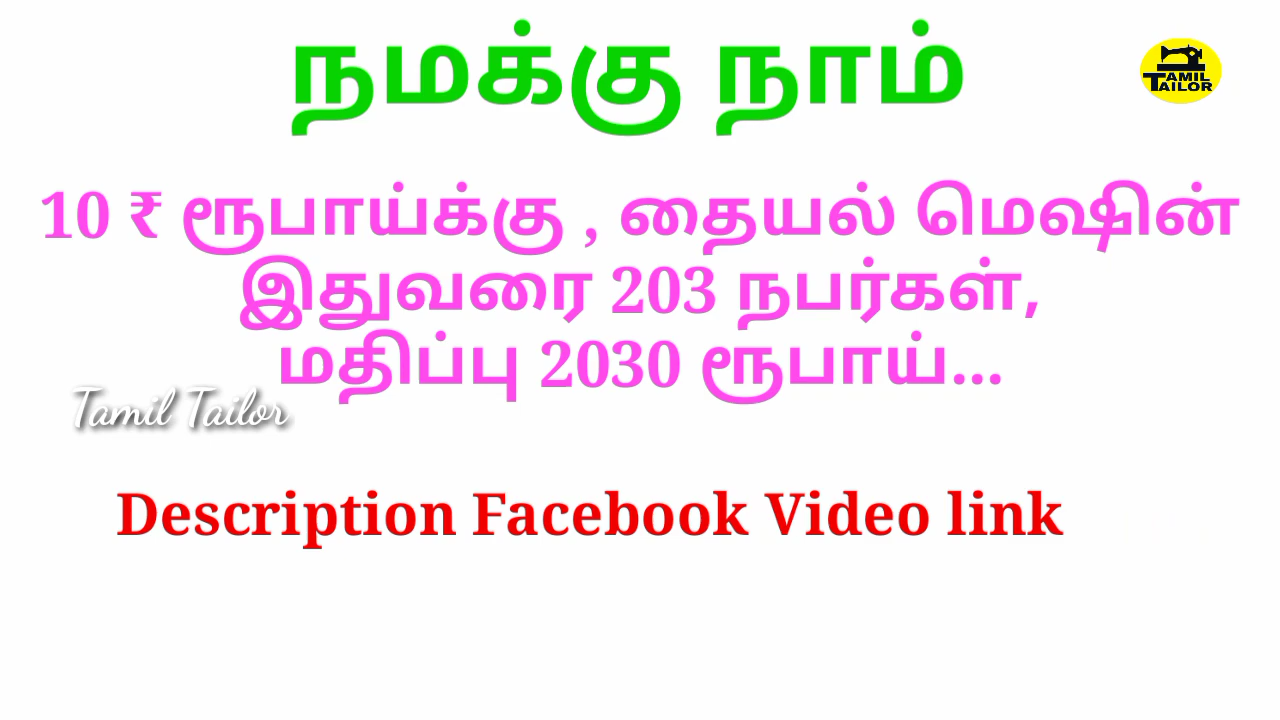 நமக்கு நாம்
TAMIL
TAILOR
10 ₹ ரூபாய்க்கு , தையல் மெஷின்
இதுவரை 203 நபர்கள்,
மதிப்பு 2030 ரூபாய்...
Tamil Tailor
Description Facebook Video link